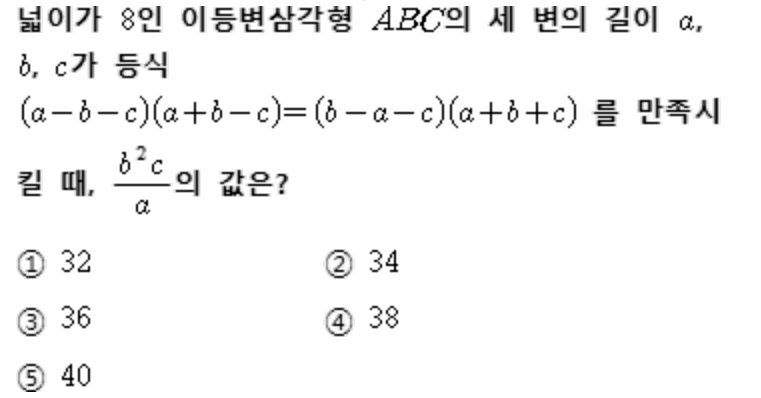 넓이가 8인 이등변삼각형 ABC의 세 변의 길이 a,
b, c가 등식
(a-b-c)(a+b-c)=(b-a-c)(a+b+c) 를 만족시
킬 때, \frac{b^2 c}{a}의 값은?
① 32 ② 34
③ 36 ④ 38
⑤ 40